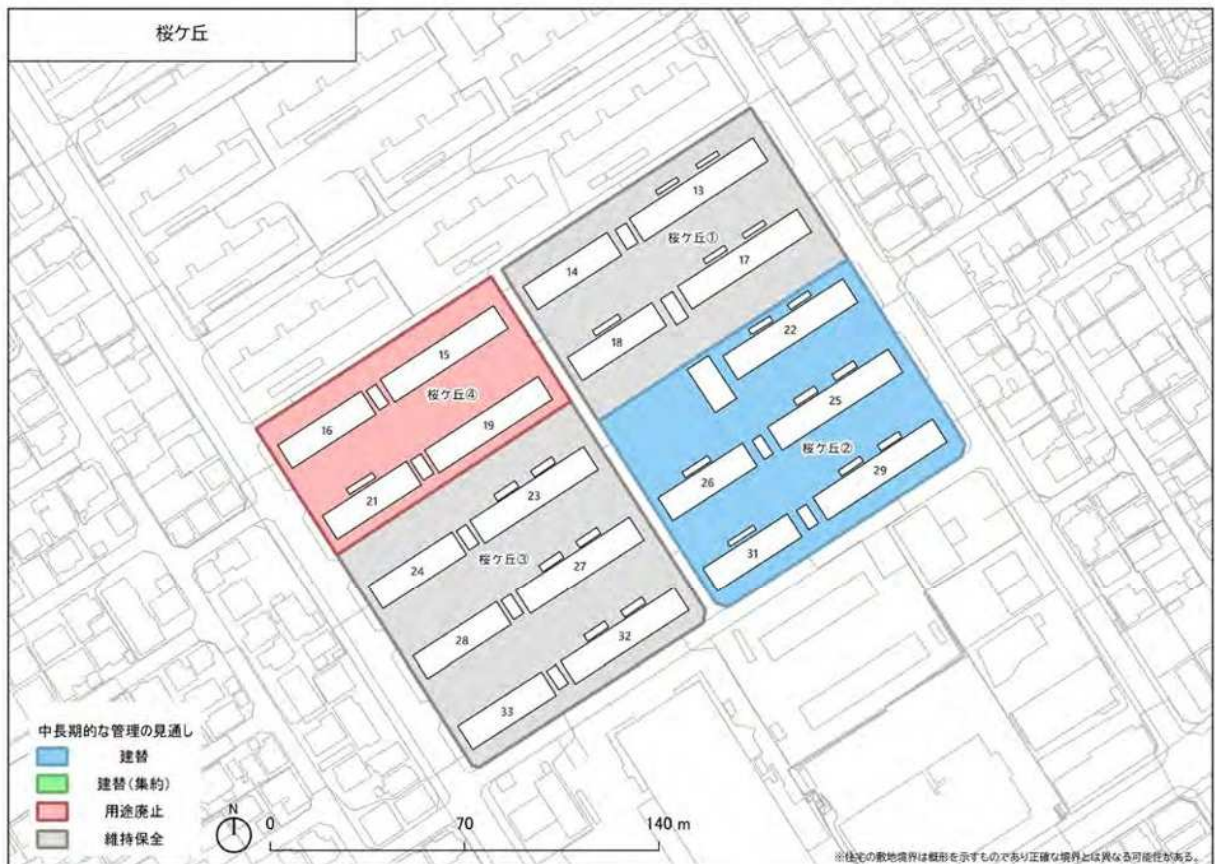 桜ケ丘
13
桜ケ丘①
14
17
18
22
15
桜ケ丘④
16
19
25
桜ケ丘②
21
26
29
23
24
桜ケ丘③
27
31
28
32
33
中長期的な管理の見通し
建替
建替(集約)
用途廃止
維持保全
N
0 70 140 m
※住宅の敷地境界は概形を示すものであり正確な境界とは異なる可能性がある。